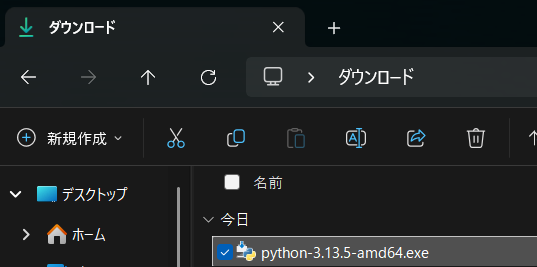 ダウンロード
ダウンロード
新規作成
デスクトップ
名前
今日
ホーム
python-3.13.5-amd64.exe